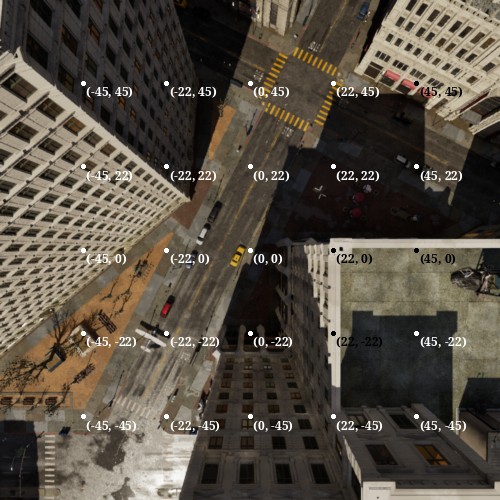 (-45, 45) (-22, 45) (0, 45) (22, 45) (45, 45)
(-45, 22) (-22, 22) (0, 22) (22, 22) (45, 22)
(-45, 0) (-22, 0) (0, 0) (22, 0) (45, 0)
(-45, -22) (-22, -22) (0, -22) (22, -22) (45, -22)
(-45, -45) (-22, -45) (0, -45) (22, -45) (45, -45)